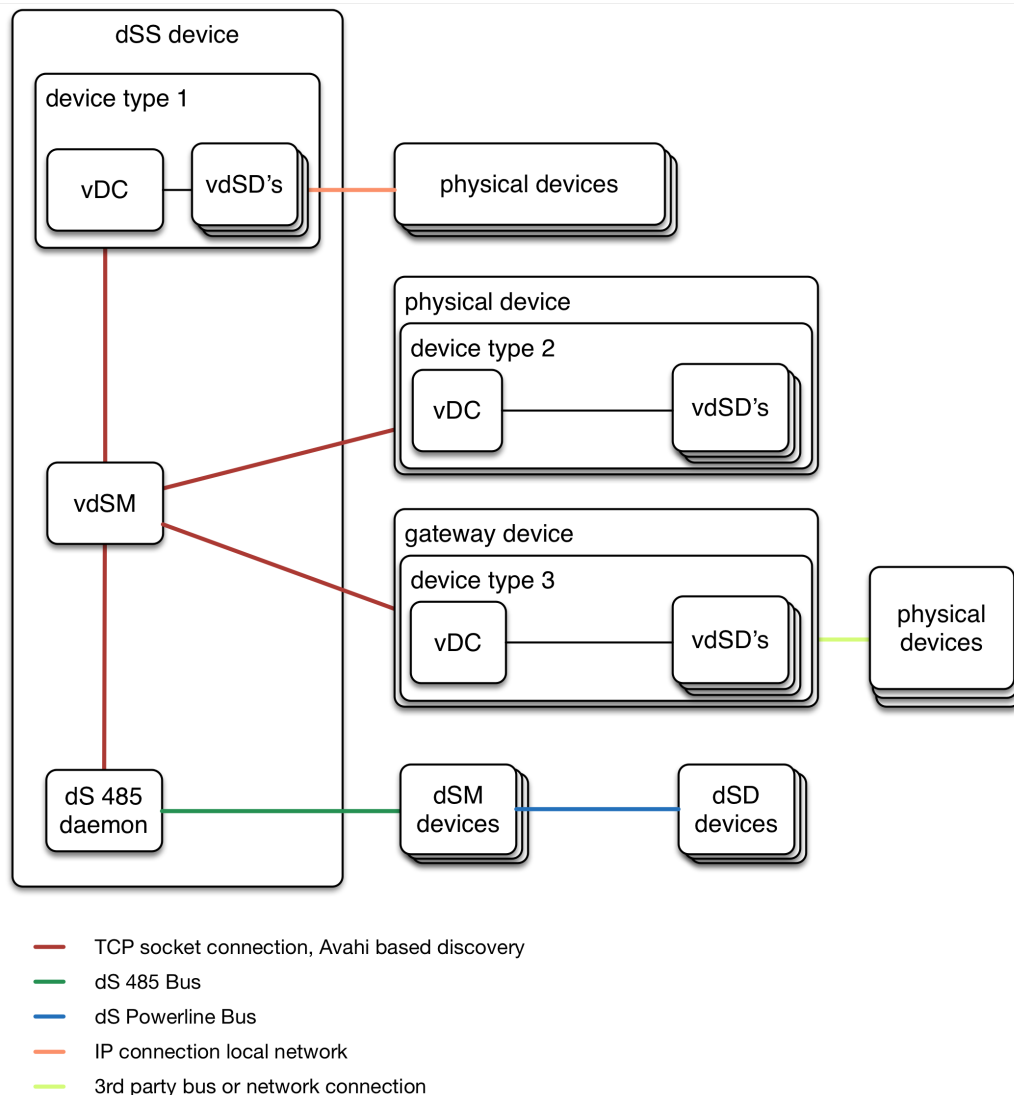 dSS device
device type 1
vDC
vdSD’s
physical devices
physical device
device type 2
vDC
vdSD’s
vdSM
gateway device
device type 3
vDC
vdSD’s
physical
devices
dS 485
daemon
dSM
devices
dSD
devices
TCP socket connection, Avahi based discovery
dS 485 Bus
dS Powerline Bus
IP connection local network
3rd party bus or network connection